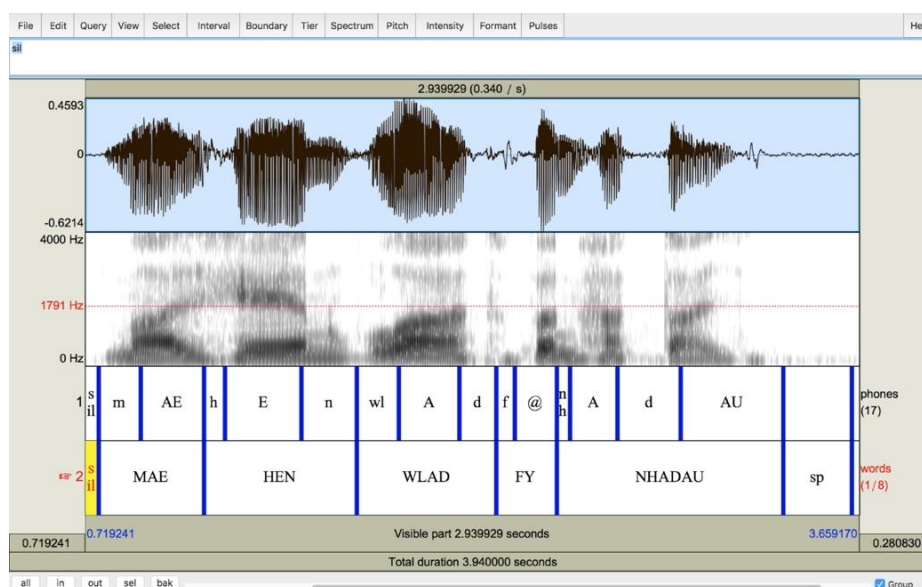 File Edit Query View Select Interval Boundary Tier Spectrum Pitch Intensity Formant Pulses He
sil
2.939929 (0.340 / s)
0.4593
0
-0.6214
4000 Hz
1791 Hz
0 Hz
1 sil m AE h E n wl A d f @ nh A d AU phones (17)
2 sil MAE HEN WLAD FY NHADAU sp words (1/8)
0.719241 Visible part 2.939929 seconds 3.659170
0.719241 0.280830
Total duration 3.940000 seconds
all in out sel bak Group